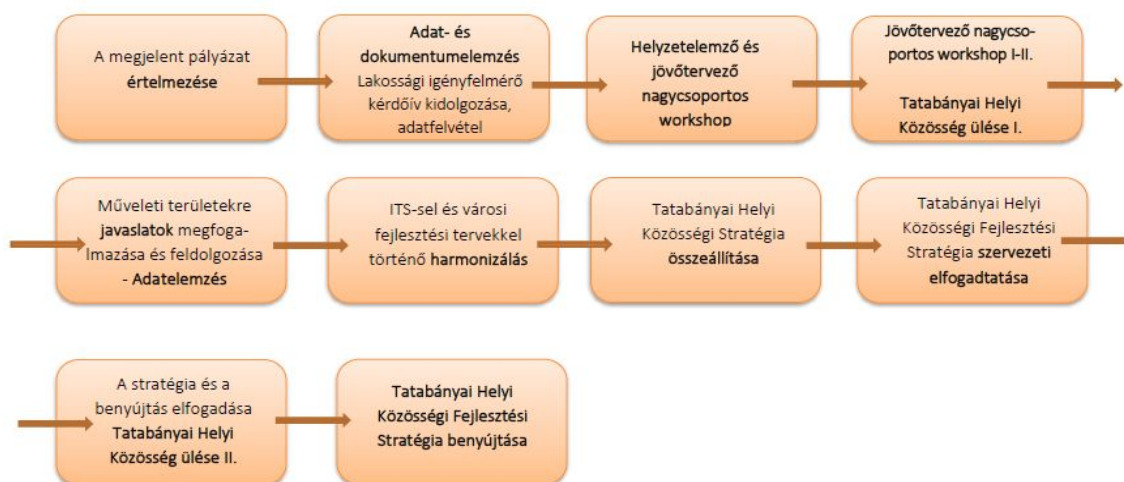 A megjelent pályázat
értelmezése
Adat- és
dokumentumelemzés
Lakossági igényfelmérő
kérdőív kidolgozása,
adatfelvétel
Helyzetelemző és
jövőtervező
nagycsoportos
workshop
Jövőtervező nagycso-
portos workshop I-II.
Tatabányai Helyi
Közösség ülése I.
Műveleti területekre
javaslatok megfoga-
lmazása és feldolgozása
- Adatelemzés
ITS-sel és városi
fejlesztési tervekkel
történő harmonizálás
Tatabányai Helyi
Közösségi Stratégia
összeállítása
Tatabányai Helyi
Közösségi Fejlesztési
Stratégia szervezeti
elfogadtatása
A stratégia és a
benyújtás elfogadása
Tatabányai Helyi
Közösség ülése II.
Tatabányai Helyi
Közösségi Fejlesztési
Stratégia benyújtása